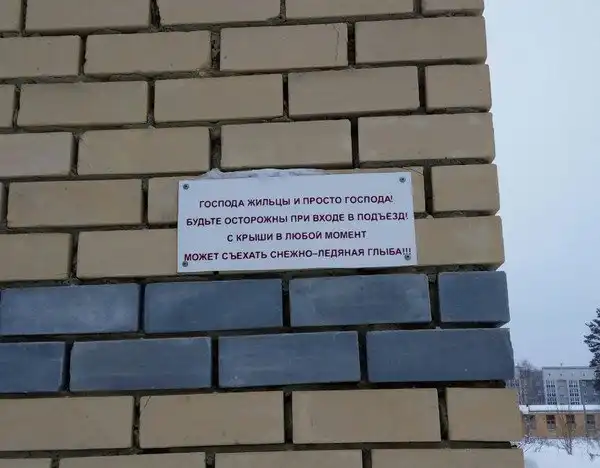 ГОСПОДА ЖИЛЬЦЫ И ПРОСТО ГОСПОДА!
БУДЬТЕ ОСТОРОЖНЫ ПРИ ВХОДЕ В ПОДЪЕЗД!
С КРЫШИ В ЛЮБОЙ МОМЕНТ
МОЖЕТ СЪЕХАТЬ СНЕЖНО–ЛЕДЯНАЯ ГЛЫБА!!!